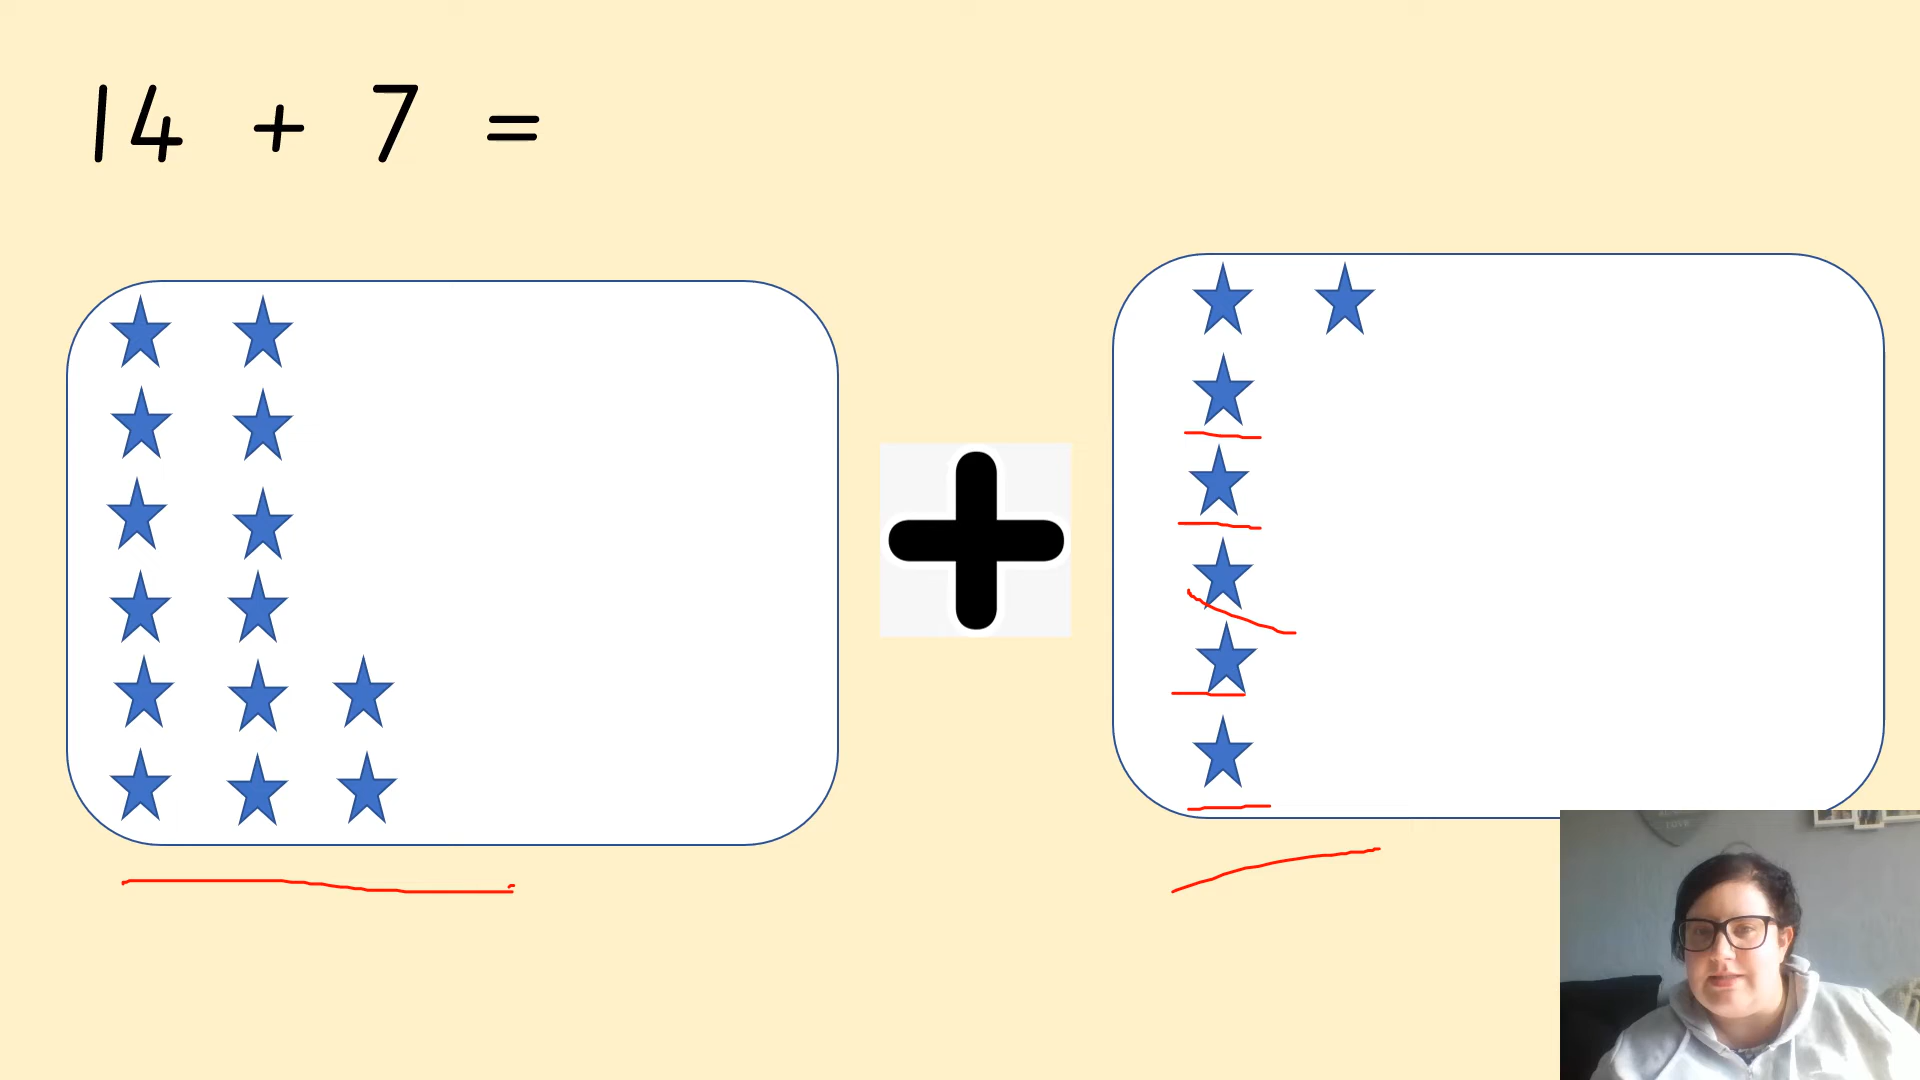 14 + 7 =